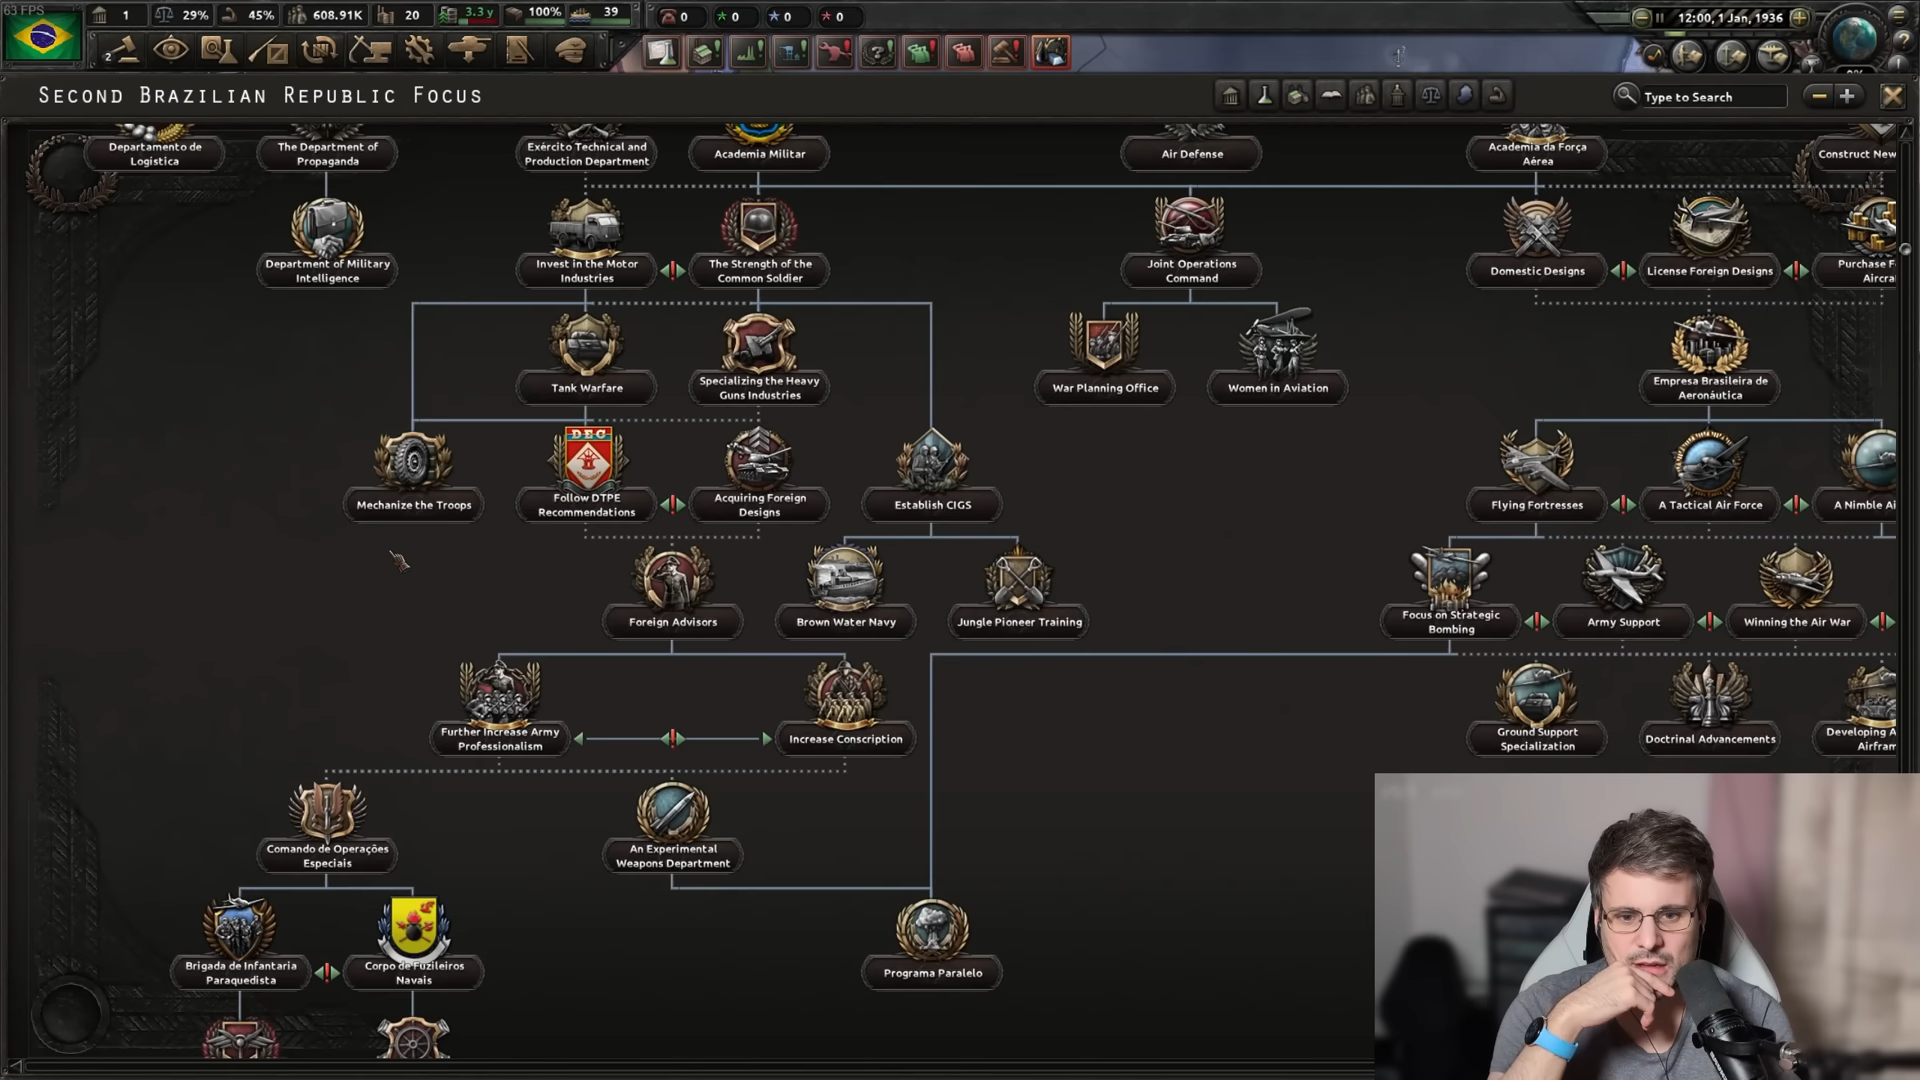 63 FPS
1
29%
45%
608.91K
20
3.3 y
100%
39
0
0
0
0
12:00, 1 Jan, 1936
2
Second Brazilian Republic Focus
Type to Search
Departamento de
Logística
The Department of
Propaganda
Exército Technical and
Production Department
Academia Militar
Air Defense
Academia da Força
Aérea
Construct New
Department of Military
Intelligence
Invest in the Motor
Industries
The Strength of the
Common Soldier
Joint Operations
Command
Domestic Designs
License Foreign Designs
Purchase F
Aircra
Tank Warfare
Specializing the Heavy
Guns Industries
War Planning Office
Women in Aviation
Empresa Brasileira de
Aeronáutica
Mechanize the Troops
DEC
Follow DTPE
Recommendations
Acquiring Foreign
Designs
Establish CIGS
Flying Fortresses
A Tactical Air Force
A Nimble Ai
Foreign Advisors
Brown Water Navy
Jungle Pioneer Training
Focus on Strategic
Bombing
Army Support
Winning the Air War
Further Increase Army
Professionalism
Increase Conscription
Ground Support
Specialization
Doctrinal Advancements
Developing A
Airfram
Comando de Operações
Especiais
An Experimental
Weapons Department
Brigada de Infantaria
Paraquedista
Corpo de Fuzileiros
Navais
Programa Paralelo